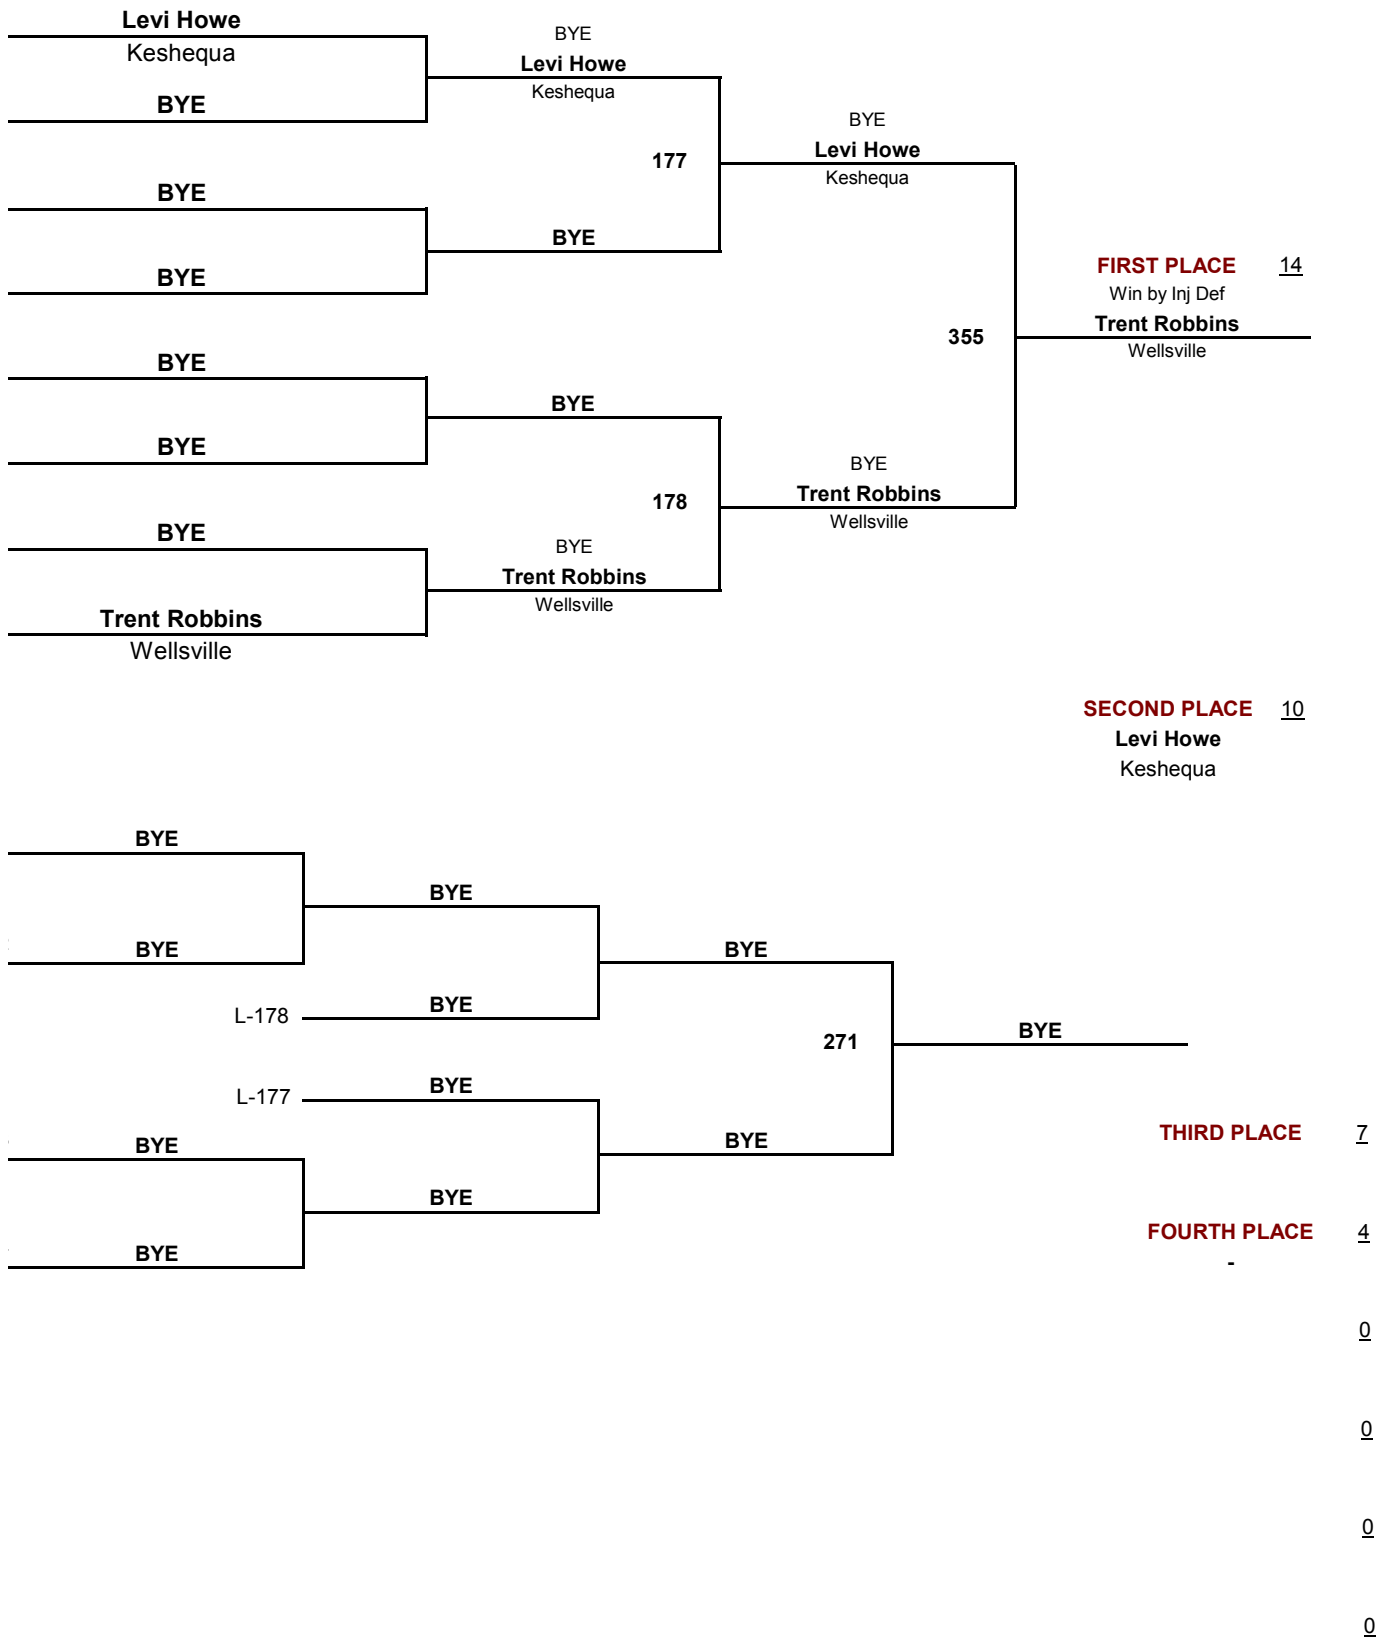 Levi Howe
Keshequa
BYE
BYE
Levi Howe
Keshequa
177
BYE
Levi Howe
Keshequa
BYE
BYE
BYE
FIRST PLACE 14
Win by Inj Def
Trent Robbins
Wellsville
355
BYE
BYE
BYE
178
BYE
Trent Robbins
Wellsville
BYE
BYE
Trent Robbins
Wellsville
Trent Robbins
Wellsville
SECOND PLACE 10
Levi Howe
Keshequa
BYE
BYE
BYE
BYE
L-178 BYE
271
BYE
L-177 BYE
BYE
BYE
THIRD PLACE 7
BYE
FOURTH PLACE 4
-
BYE
0
0
0
0